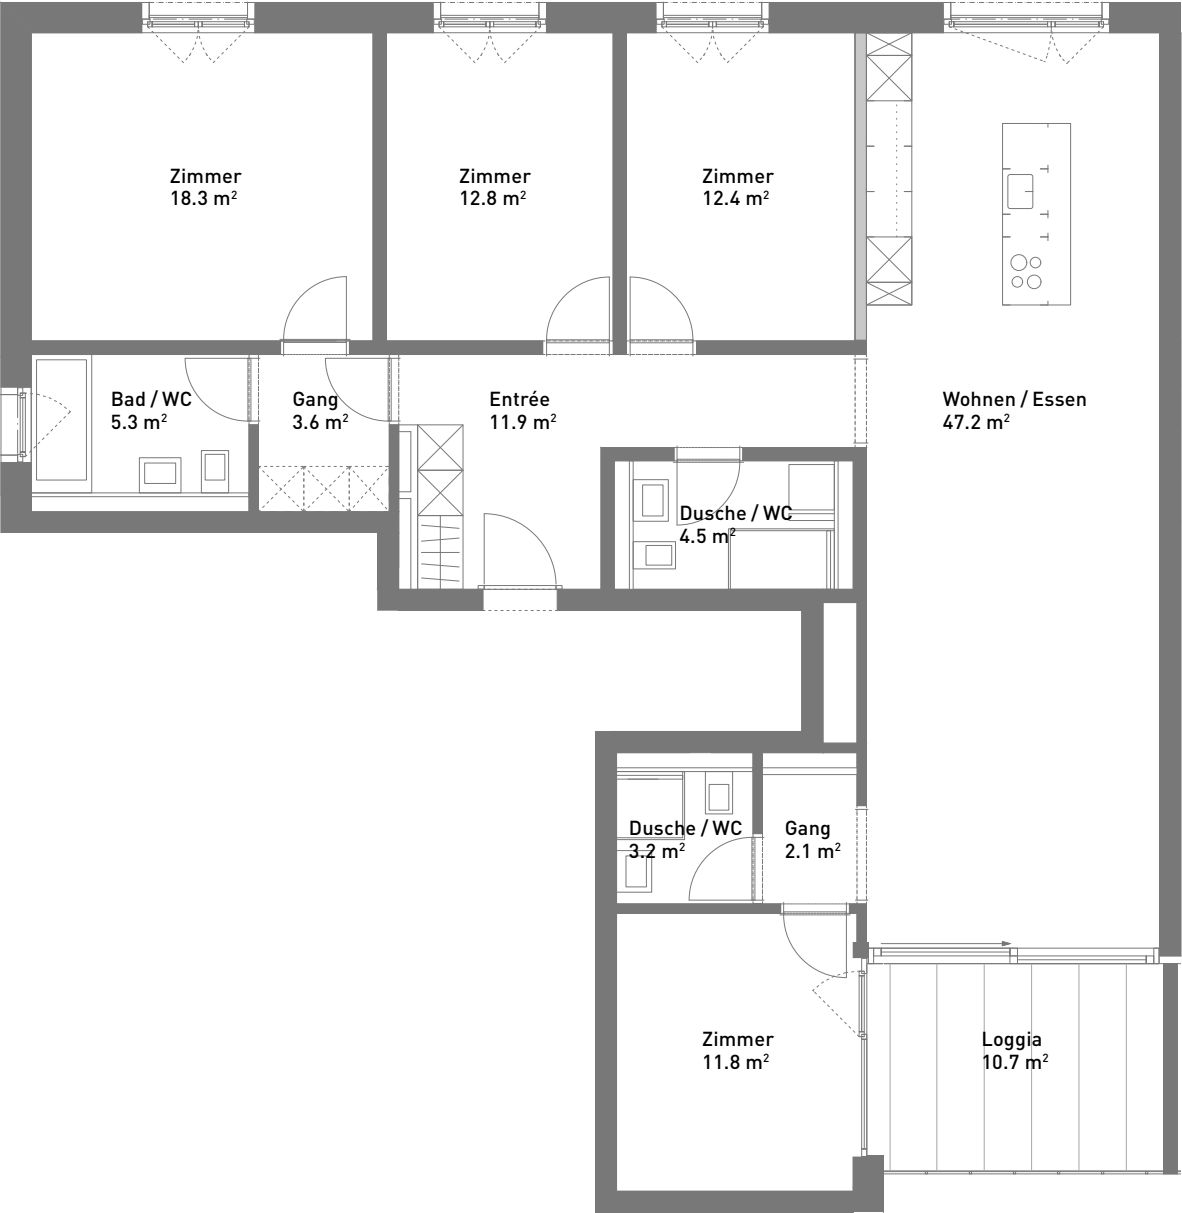 Zimmer
18.3 m²
Zimmer
12.8 m²
Zimmer
12.4 m²
Bad / WC
5.3 m²
Gang
3.6 m²
Entrée
11.9 m²
Wohnen / Essen
47.2 m²
Dusche / WC
4.5 m²
Dusche / WC
3.2 m²
Gang
2.1 m²
Zimmer
11.8 m²
Loggia
10.7 m²